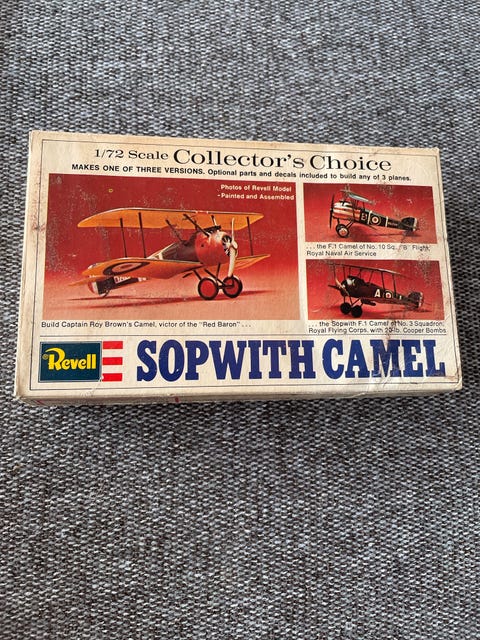 1/72 Scale Collector's Choice
MAKES ONE OF THREE VERSIONS. Optional parts and decals included to build any of 3 planes.
Photos of Revell Model
- Painted and Assembled
Build Captain Roy Brown's Camel, victor of the "Red Baron" ...
... the F.1 Camel of No. 10 Sq., "B" Flight,
Royal Naval Air Service
... the Sopwith F.1 Camel of No. 3 Squadron,
Royal Flying Corps, with 20-lb. Cooper Bombs
Revell
SOPWITH CAMEL